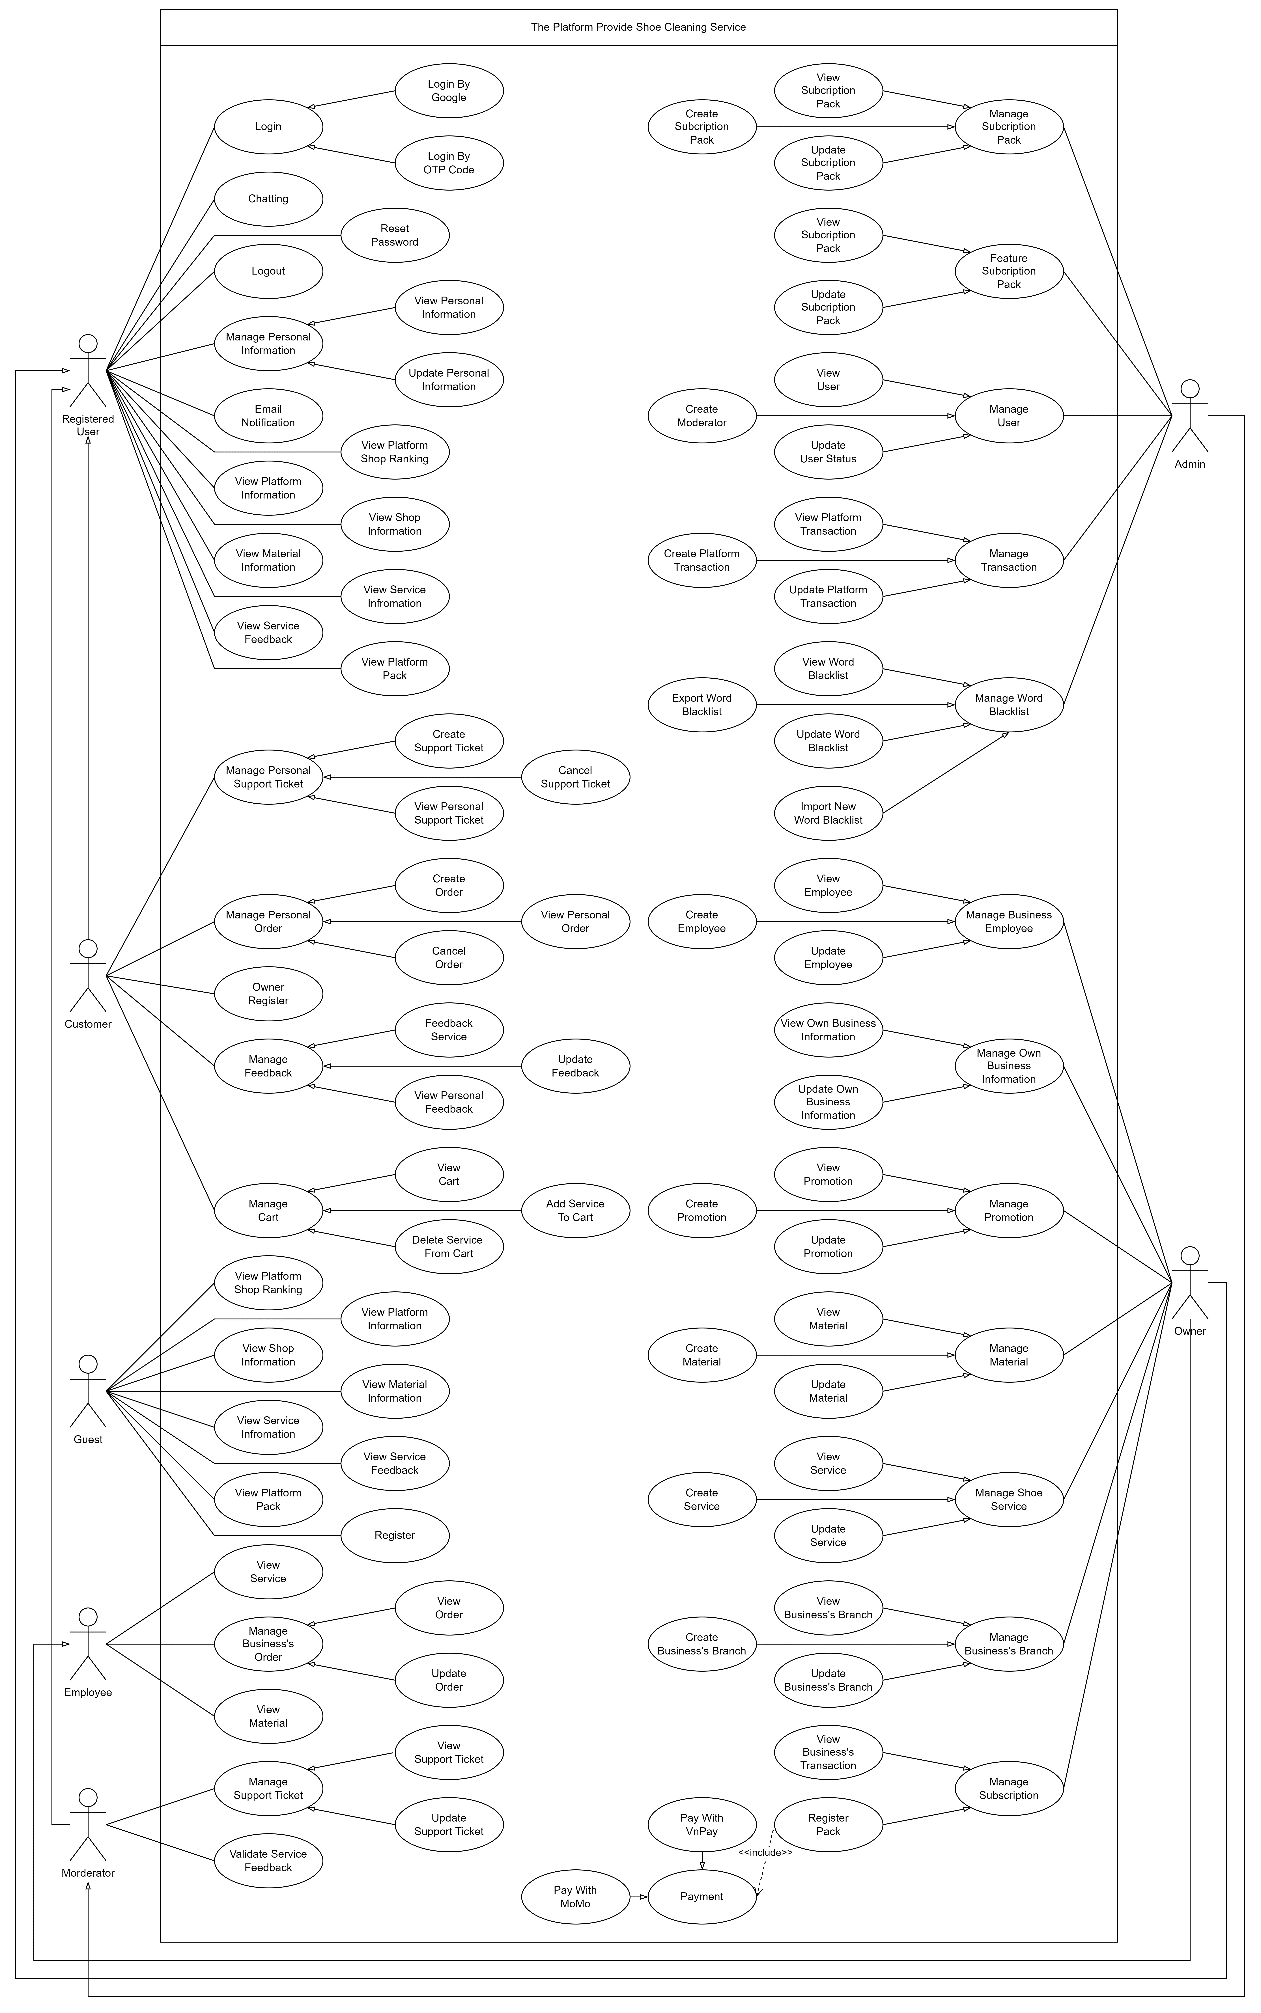 The Platform Provide Shoe Cleaning Service
Login By
Google
Login
Login By
OTP Code
Chatting
Reset
Password
Logout
View Personal
Information
Manage Personal
Information
Update Personal
Information
Registered
User
Email
Notification
View Platform
Shop Ranking
View Platform
Information
View Shop
Information
View Material
Information
View Service
Infromation
View Service
Feedback
View Platform
Pack
Create
Support Ticket
Manage Personal
Support Ticket
Cancel
Support Ticket
View Personal
Support Ticket
Create
Order
Manage Personal
Order
View Personal
Order
Cancel
Order
Customer
Owner
Register
Feedback
Service
Manage
Feedback
Update
Feedback
View Personal
Feedback
View
Cart
Manage
Cart
Add Service
To Cart
Delete Service
From Cart
View Platform
Shop Ranking
View Platform
Information
View Shop
Information
View Material
Information
Guest
View Service
Infromation
View Service
Feedback
View Platform
Pack
Register
View
Service
View
Order
Manage
Business's
Order
Update
Order
Employee
View
Material
View
Support Ticket
Manage
Support Ticket
Update
Support Ticket
Morderator
Validate Service
Feedback
View
Subcription
Pack
Create
Subcription
Pack
Manage
Subcription
Pack
Update
Subcription
Pack
View
Subcription
Pack
Feature
Subcription
Pack
Update
Subcription
Pack
View
User
Create
Moderator
Manage
User
Update
User Status
Admin
View Platform
Transaction
Create Platform
Transaction
Manage
Transaction
Update Platform
Transaction
View Word
Blacklist
Export Word
Blacklist
Manage Word
Blacklist
Update Word
Blacklist
Import New
Word Blacklist
View
Employee
Create
Employee
Manage Business
Employee
Update
Employee
View Own Business
Information
Manage Own
Business
Information
Update Own
Business
Information
View
Promotion
Create
Promotion
Manage
Promotion
Update
Promotion
Owner
View
Material
Create
Material
Manage
Material
Update
Material
View
Service
Create
Service
Manage Shoe
Service
Update
Service
View
Business's Branch
Create
Business's Branch
Manage
Business's Branch
Update
Business's Branch
View
Business's
Transaction
Manage
Subscription
Register
Pack
Pay With
VnPay
<<include>>
Pay With
MoMo
Payment